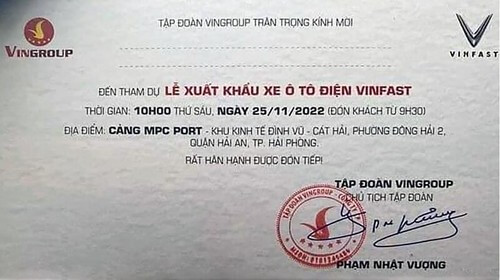 VINGROUP
TẬP ĐOÀN VINGROUP TRÂN TRỌNG KÍNH MỜI
VINFAST
ĐẾN THAM DỰ LỄ XUẤT KHẨU XE Ô TÔ ĐIỆN VINFAST
THỜI GIAN: 10H00 THỨ SÁU, NGÀY 25/11/2022 (ĐÓN KHÁCH TỪ 9H30)
ĐỊA ĐIỂM: CẢNG MPC PORT - KHU KINH TẾ ĐÌNH VŨ - CÁT HẢI, PHƯỜNG ĐÔNG HẢI 2,
QUẬN HẢI AN, TP. HẢI PHÒNG.
RẤT HÂN HẠNH ĐƯỢC ĐÓN TIẾP!
TẬP ĐOÀN VINGROUP
CHỦ TỊCH TẬP ĐOÀN
TẬP ĐOÀN VINGROUP
PHẠM NHẬT VƯỢNG